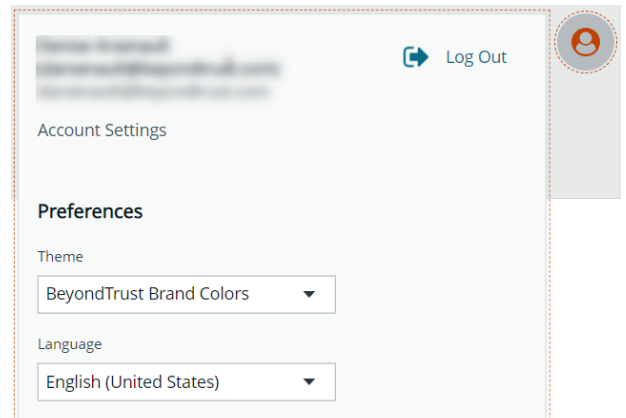 Log Out
Account Settings
Preferences
Theme
BeyondTrust Brand Colors
Language
English (United States)